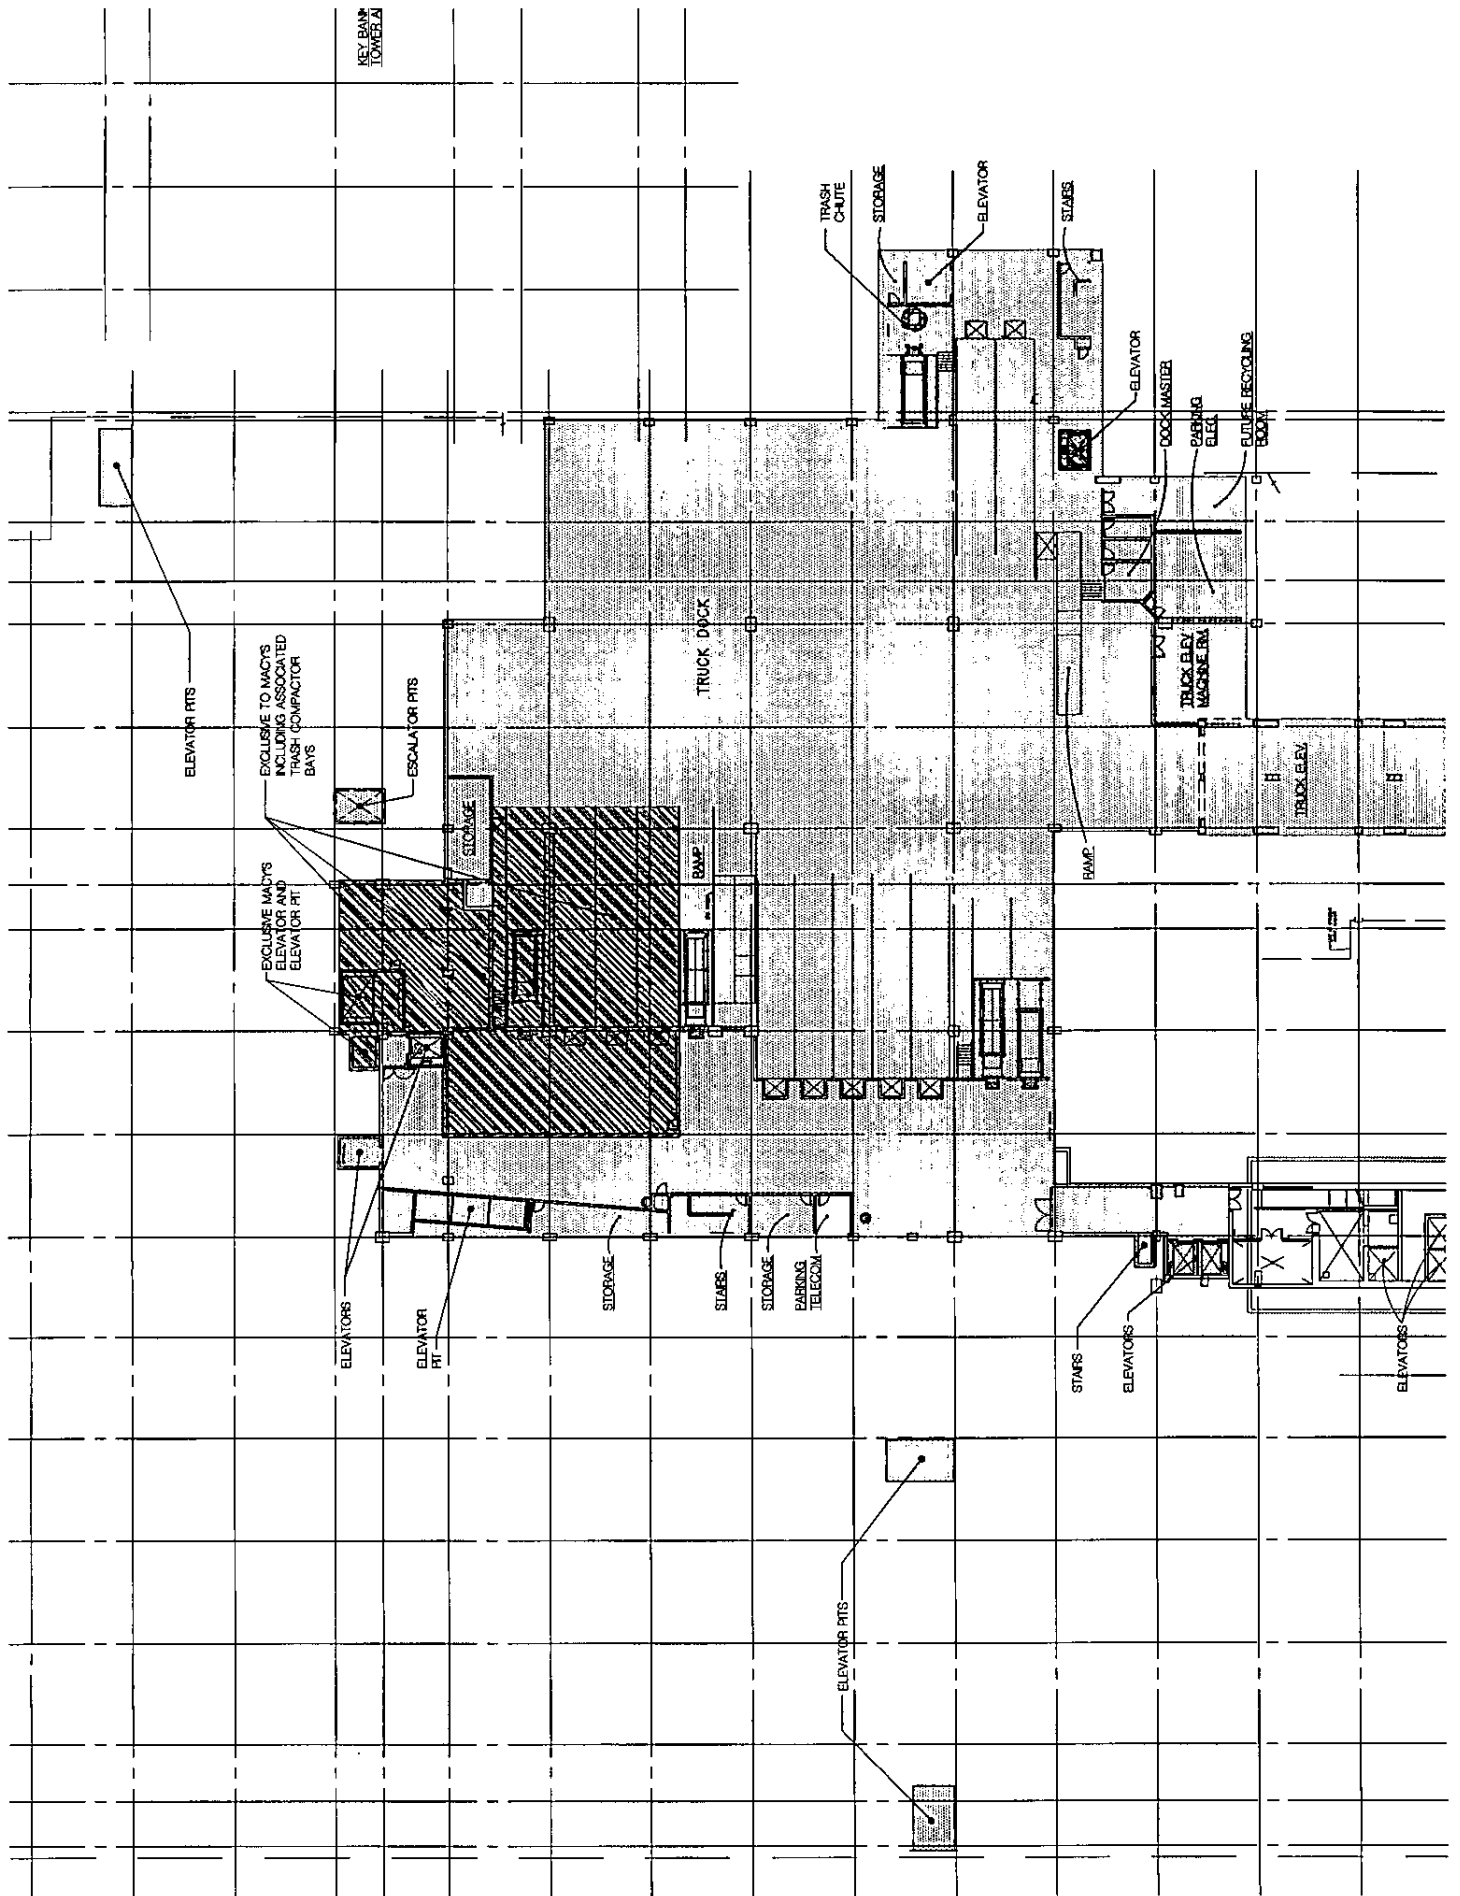 KEY BANK
TOWER A
TRASH
CHUTE
STORAGE
ELEVATOR
STAIRS
ELEVATOR
DOCK MASTER
PARKING
ELEC.
FUTURE RECYCLING
ROOM
ELEVATOR PITS
EXCLUSIVE TO MACYS
INCLUDING ASSOCIATED
TRASH COMPACTOR
BAYS
ESCALATOR PITS
TRUCK DOCK
TRUCK ELEV.
MACHINE RM.
TRUCK ELEV.
STORAGE
RAMP
RAMP
EXCLUSIVE MACYS
ELEVATOR AND
ELEVATOR PIT
ELEVATORS
ELEVATOR
PIT
STORAGE
STAIRS
STORAGE
PARKING
TELECOM
STAIRS
ELEVATORS
ELEVATORS
ELEVATOR PITS